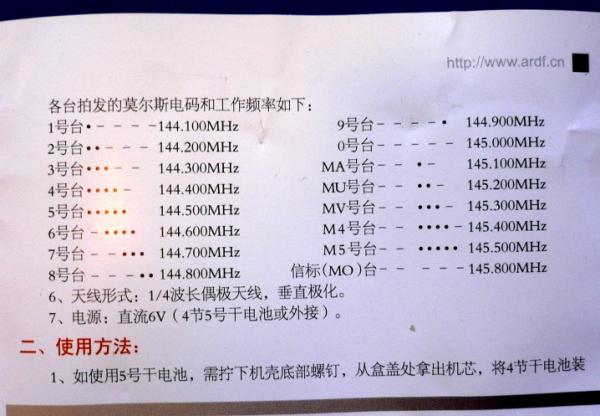 http://www.ardf.cn
各台拍发的莫尔斯电码和工作频率如下：
1号台•- - - -144.100MHz 9号台- - - - • 144.900MHz
2号台••- - - 144.200MHz 0号台- - - - - 145.000MHz
3号台•••- - 144.300MHz MA号台- - •- 145.100MHz
4号台••••- 144.400MHz MU号台- - ••- 145.200MHz
5号台••••• 144.500MHz MV号台- - •••- 145.300MHz
6号台-•••• 144.600MHz M4号台- - ••••- 145.400MHz
7号台- -••• 144.700MHz M5号台- - ••••• 145.500MHz
8号台- - -•• 144.800MHz 信标(MO)台- - - - - 145.800MHz
6、天线形式：1/4波长偶极天线，垂直极化。
7、电源：直流6V（4节5号干电池或外接）。
二、使用方法：
1、如使用5号干电池，需拧下机壳底部螺钉，从盒盖处拿出机芯，将4节干电池装